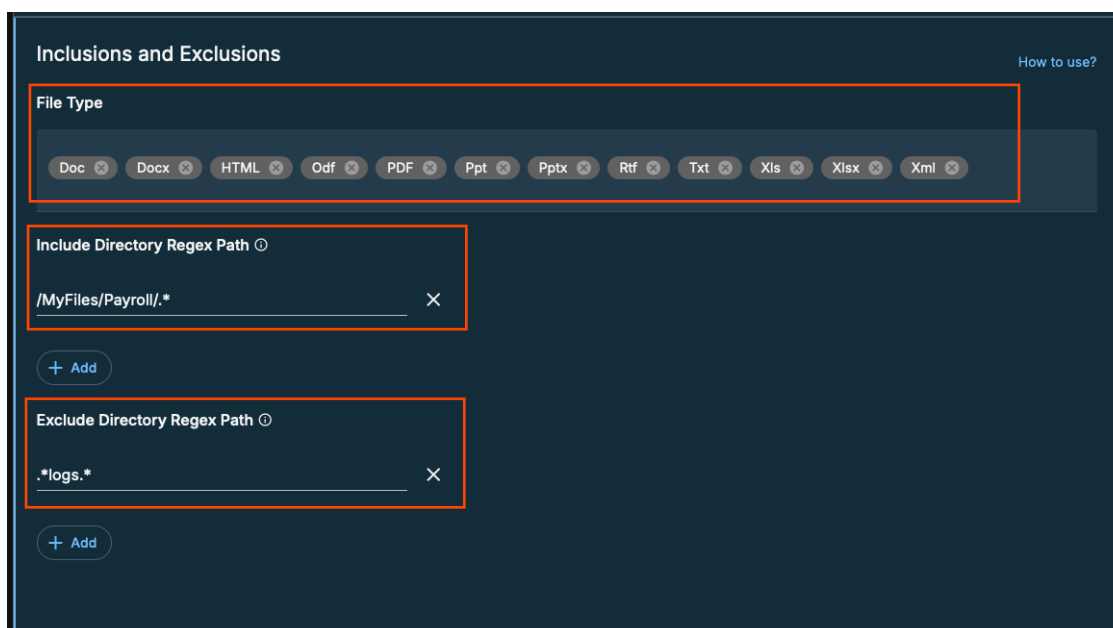 Inclusions and Exclusions
How to use?
File Type
Doc Docx HTML Odf PDF Ppt Pptx Rtf Txt Xls Xlsx Xml
Include Directory Regex Path
/MyFiles/Payroll/.*
+ Add
Exclude Directory Regex Path
.*logs.*
+ Add